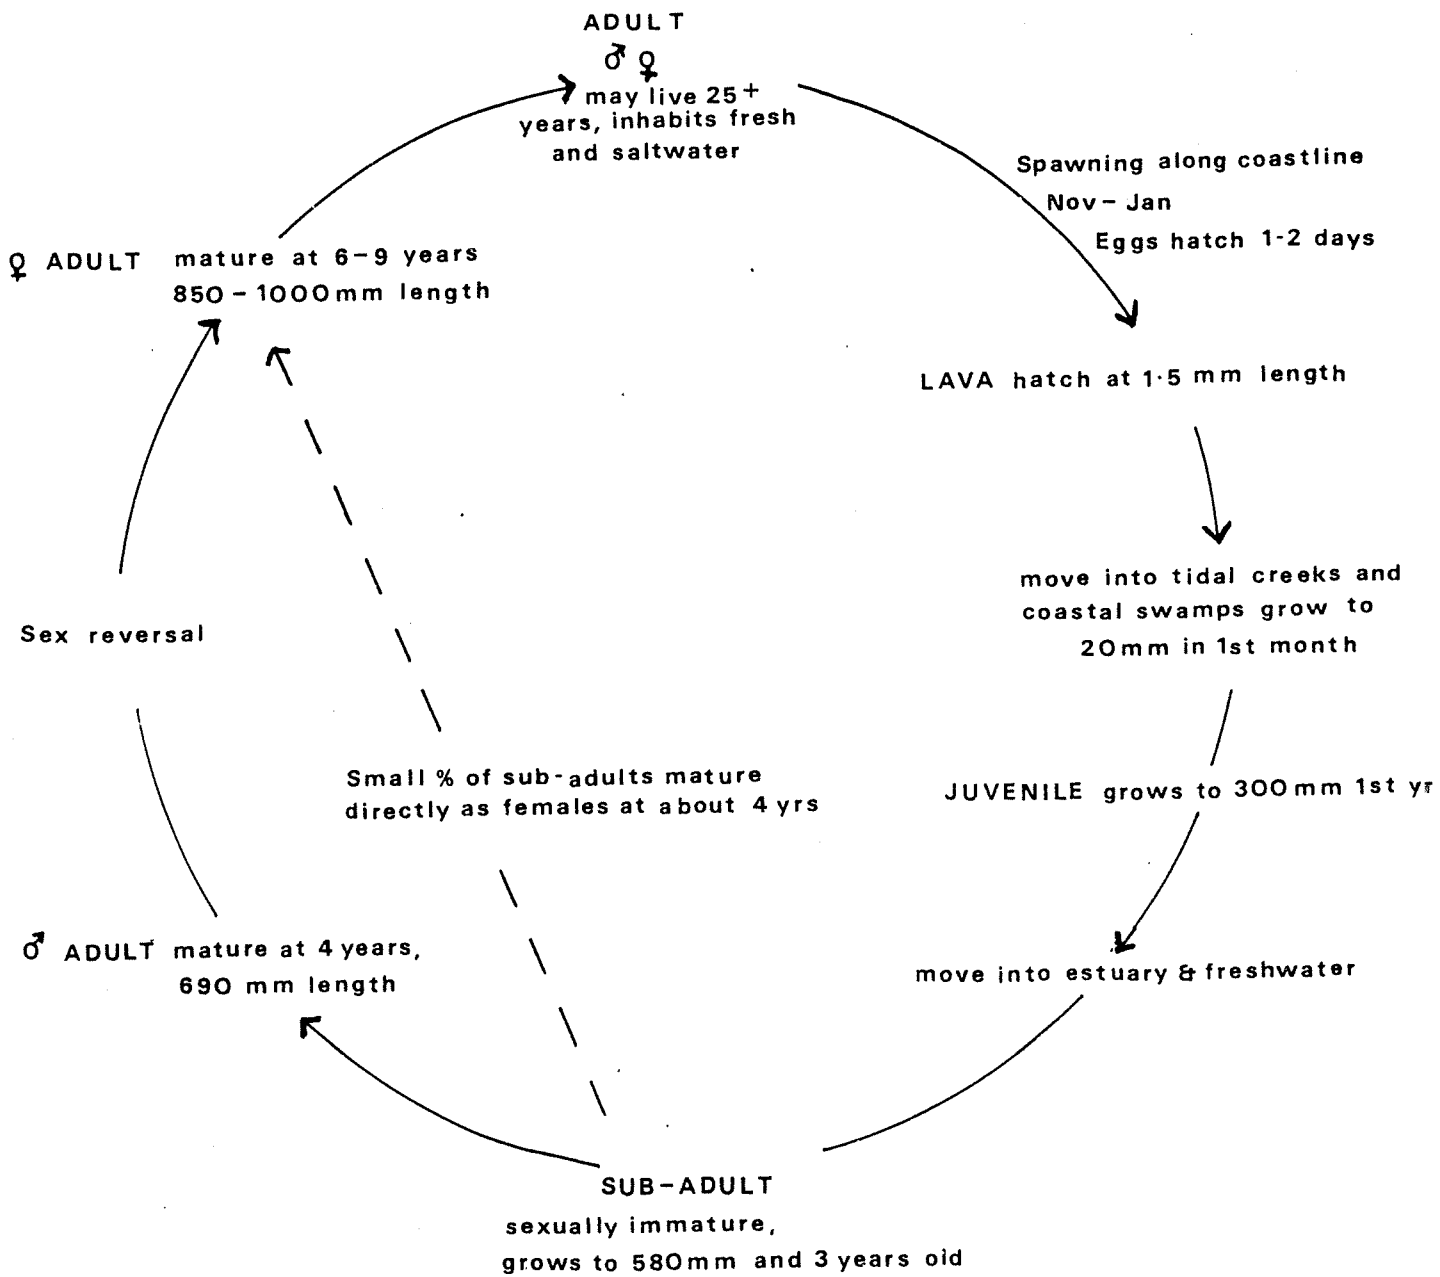 ADULT
♂ ♀
may live 25+
years, inhabits fresh
and saltwater
Spawning along coastline
Nov - Jan
Eggs hatch 1-2 days
♀ ADULT mature at 6-9 years
850 - 1000mm length
LAVA hatch at 1·5 mm length
move into tidal creeks and
coastal swamps grow to
20mm in 1st month
Sex reversal
Small % of sub-adults mature
directly as females at about 4 yrs
JUVENILE grows to 300mm 1st yr
♂ ADULT mature at 4 years,
690 mm length
move into estuary & freshwater
SUB-ADULT
sexually immature,
grows to 580mm and 3 years old